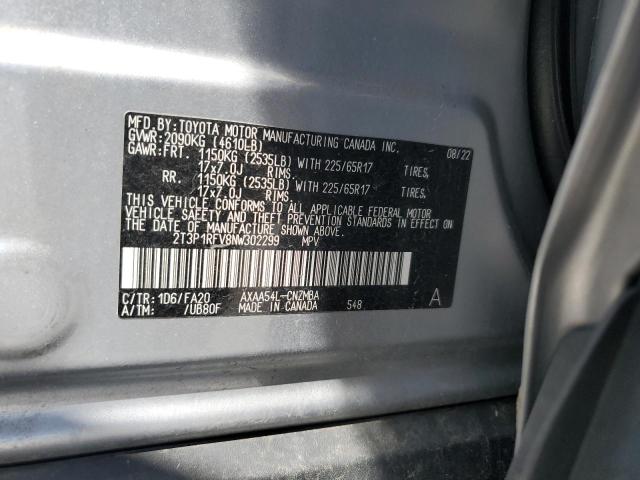 MFD.BY:TOYOTA MOTOR MANUFACTURING CANADA INC. 08/22
GVWR:2090KG (4610LB)
GAWR:FRT. 1150KG (2535LB) WITH 225/65R17 TIRES,
17x7.0J RIMS,
RR. 1150KG (2535LB) WITH 225/65R17 TIRES,
17x7.0J RIMS.
THIS VEHICLE CONFORMS TO ALL APPLICABLE FEDERAL MOTOR
VEHICLE SAFETY AND THEFT PREVENTION STANDARDS IN EFFECT ON
THE DATE OF MANUFACTURE SHOWN ABOVE.
2T3P1RFV8NW302299 MPV
C/TR:1D6/FA20 AXAA54L-CNZMBA A
A/TM: /UB80F MADE IN CANADA 548